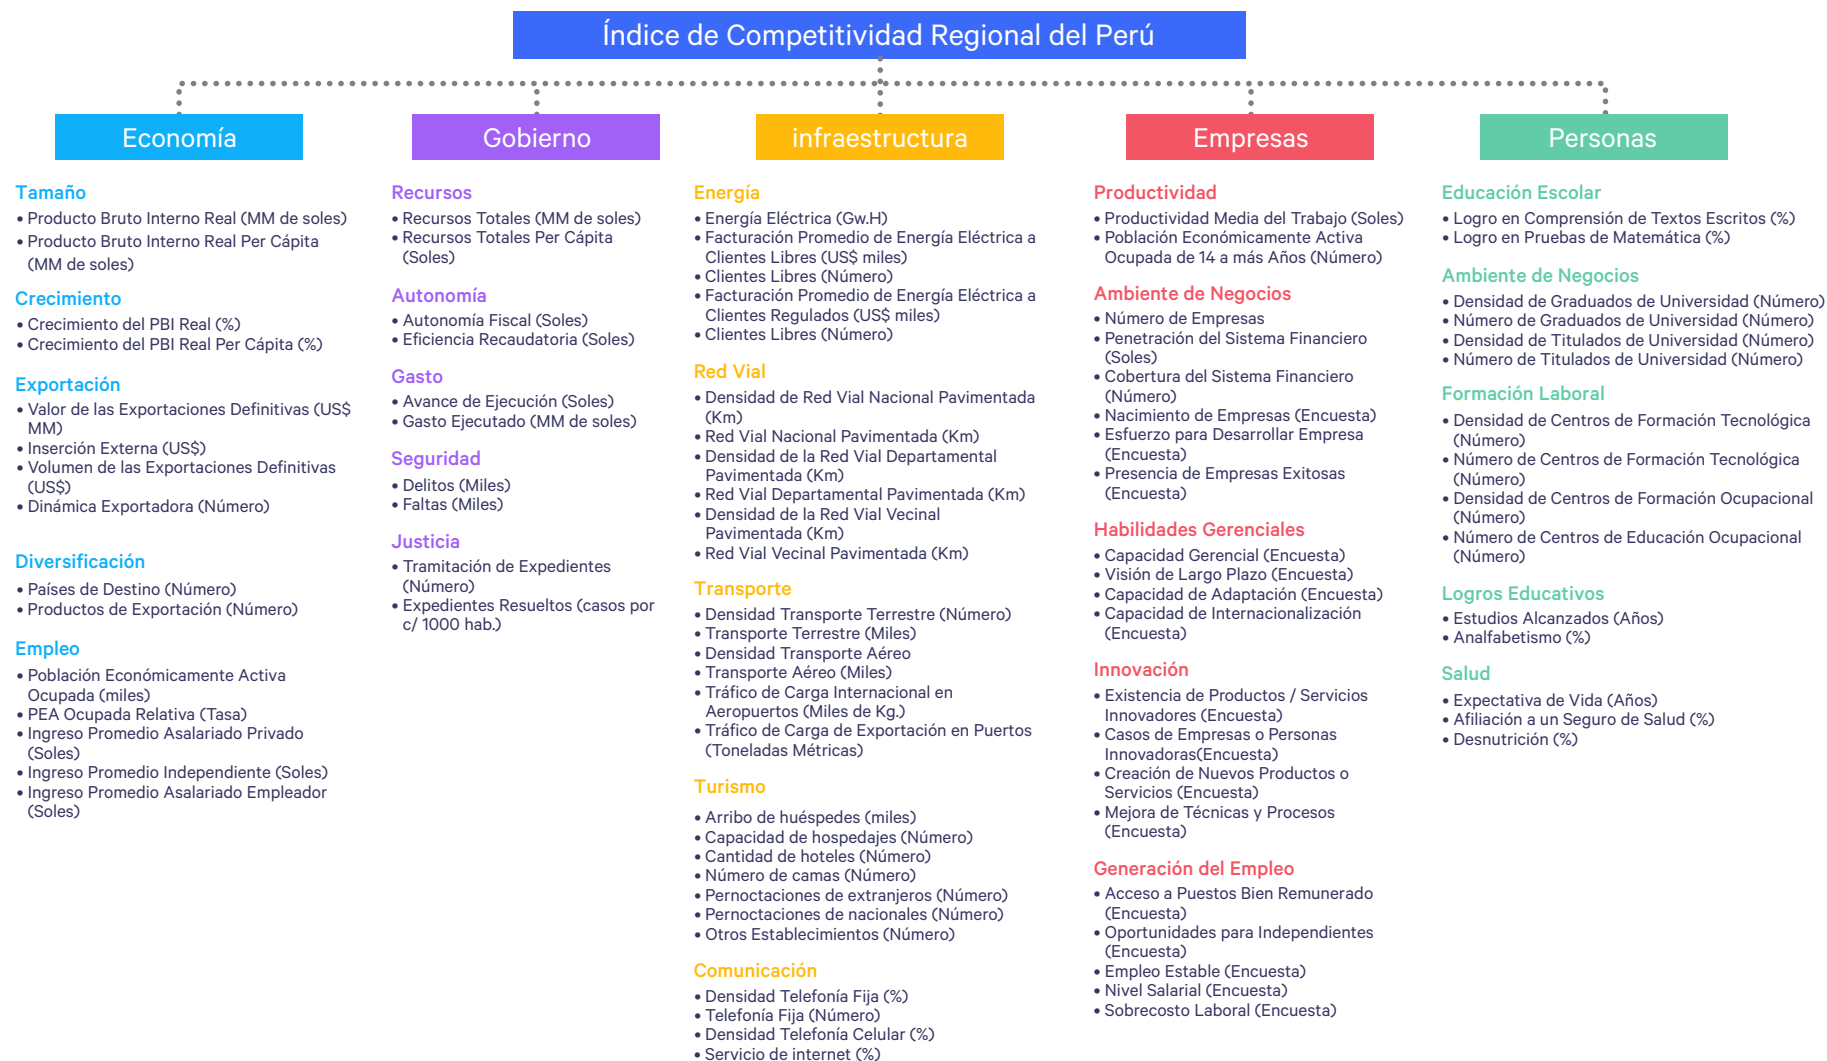 Índice de Competitividad Regional del Perú
Economía
Tamaño
• Producto Bruto Interno Real (MM de soles)
• Producto Bruto Interno Real Per Cápita
(MM de soles)
Crecimiento
• Crecimiento del PBI Real (%)
• Crecimiento del PBI Real Per Cápita (%)
Exportación
• Valor de las Exportaciones Definitivas (US$
MM)
• Inserción Externa (US$)
• Volumen de las Exportaciones Definitivas
(US$)
• Dinámica Exportadora (Número)
Diversificación
• Países de Destino (Número)
• Productos de Exportación (Número)
Empleo
• Población Económicamente Activa
Ocupada (miles)
• PEA Ocupada Relativa (Tasa)
• Ingreso Promedio Asalariado Privado
(Soles)
• Ingreso Promedio Independiente (Soles)
• Ingreso Promedio Asalariado Empleador
(Soles)
Gobierno
Recursos
• Recursos Totales (MM de soles)
• Recursos Totales Per Cápita
(Soles)
Autonomía
• Autonomía Fiscal (Soles)
• Eficiencia Recaudatoria (Soles)
Gasto
• Avance de Ejecución (Soles)
• Gasto Ejecutado (MM de soles)
Seguridad
• Delitos (Miles)
• Faltas (Miles)
Justicia
• Tramitación de Expedientes
(Número)
• Expedientes Resueltos (casos por
c/ 1000 hab.)
infraestructura
Energía
• Energía Eléctrica (Gw.H)
• Facturación Promedio de Energía Eléctrica a
Clientes Libres (US$ miles)
• Clientes Libres (Número)
• Facturación Promedio de Energía Eléctrica a
Clientes Regulados (US$ miles)
• Clientes Libres (Número)
Red Vial
• Densidad de Red Vial Nacional Pavimentada
(Km)
• Red Vial Nacional Pavimentada (Km)
• Densidad de la Red Vial Departamental
Pavimentada (Km)
• Red Vial Departamental Pavimentada (Km)
• Densidad de la Red Vial Vecinal
Pavimentada (Km)
• Red Vial Vecinal Pavimentada (Km)
Transporte
• Densidad Transporte Terrestre (Número)
• Transporte Terrestre (Miles)
• Densidad Transporte Aéreo
• Transporte Aéreo (Miles)
• Tráfico de Carga Internacional en
Aeropuertos (Miles de Kg.)
• Tráfico de Carga de Exportación en Puertos
(Toneladas Métricas)
Turismo
• Arribo de huéspedes (miles)
• Capacidad de hospedajes (Número)
• Cantidad de hoteles (Número)
• Número de camas (Número)
• Pernoctaciones de extranjeros (Número)
• Pernoctaciones de nacionales (Número)
• Otros Establecimientos (Número)
Comunicación
• Densidad Telefonía Fija (%)
• Telefonía Fija (Número)
• Densidad Telefonía Celular (%)
• Servicio de internet (%)
Empresas
Productividad
• Productividad Media del Trabajo (Soles)
• Población Económicamente Activa
Ocupada de 14 a más Años (Número)
Ambiente de Negocios
• Número de Empresas
• Penetración del Sistema Financiero
(Soles)
• Cobertura del Sistema Financiero
(Número)
• Nacimiento de Empresas (Encuesta)
• Esfuerzo para Desarrollar Empresa
(Encuesta)
• Presencia de Empresas Exitosas
(Encuesta)
Habilidades Gerenciales
• Capacidad Gerencial (Encuesta)
• Visión de Largo Plazo (Encuesta)
• Capacidad de Adaptación (Encuesta)
• Capacidad de Internacionalización
(Encuesta)
Innovación
• Existencia de Productos / Servicios
Innovadores (Encuesta)
• Casos de Empresas o Personas
Innovadoras(Encuesta)
• Creación de Nuevos Productos o
Servicios (Encuesta)
• Mejora de Técnicas y Procesos
(Encuesta)
Generación del Empleo
• Acceso a Puestos Bien Remunerado
(Encuesta)
• Oportunidades para Independientes
(Encuesta)
• Empleo Estable (Encuesta)
• Nivel Salarial (Encuesta)
• Sobrecosto Laboral (Encuesta)
Personas
Educación Escolar
• Logro en Comprensión de Textos Escritos (%)
• Logro en Pruebas de Matemática (%)
Ambiente de Negocios
• Densidad de Graduados de Universidad (Número)
• Número de Graduados de Universidad (Número)
• Densidad de Titulados de Universidad (Número)
• Número de Titulados de Universidad (Número)
Formación Laboral
• Densidad de Centros de Formación Tecnológica
(Número)
• Número de Centros de Formación Tecnológica
(Número)
• Densidad de Centros de Formación Ocupacional
(Número)
• Número de Centros de Educación Ocupacional
(Número)
Logros Educativos
• Estudios Alcanzados (Años)
• Analfabetismo (%)
Salud
• Expectativa de Vida (Años)
• Afiliación a un Seguro de Salud (%)
• Desnutrición (%)